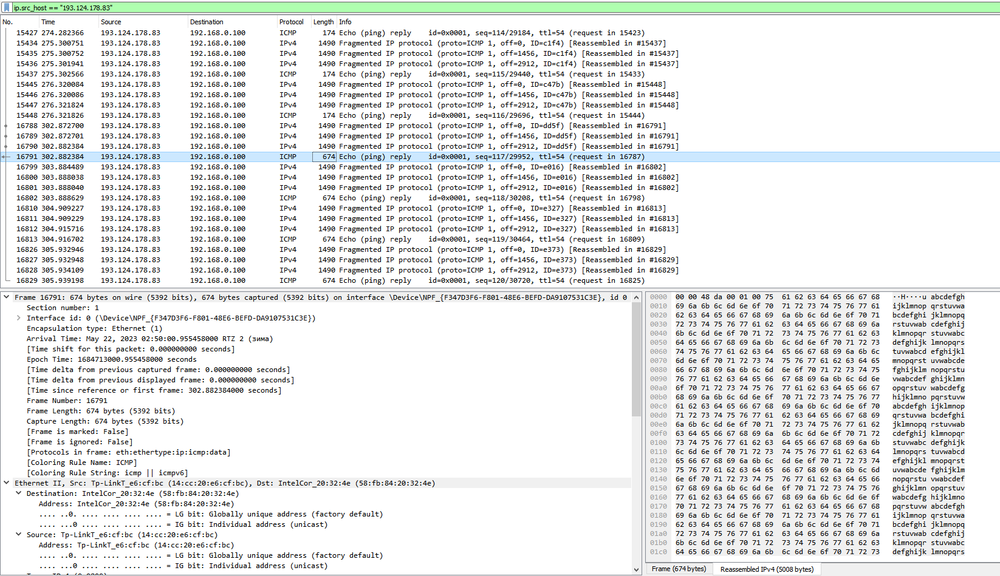 ip.src_host == "193.124.178.83"
No. Time Source Destination Protocol Length Info
15427 274.282366 193.124.178.83 192.168.0.100 ICMP 174 Echo (ping) reply id=0x0001, seq=114/29184, ttl=54 (request in 15423)
15434 275.300751 193.124.178.83 192.168.0.100 IPv4 1490 Fragmented IP protocol (proto=ICMP 1, off=0, ID=c1f4) [Reassembled in #15437]
15435 275.300752 193.124.178.83 192.168.0.100 IPv4 1490 Fragmented IP protocol (proto=ICMP 1, off=1456, ID=c1f4) [Reassembled in #15437]
15436 275.301941 193.124.178.83 192.168.0.100 IPv4 1490 Fragmented IP protocol (proto=ICMP 1, off=2912, ID=c1f4) [Reassembled in #15437]
15437 275.302566 193.124.178.83 192.168.0.100 ICMP 174 Echo (ping) reply id=0x0001, seq=115/29440, ttl=54 (request in 15433)
15445 276.320084 193.124.178.83 192.168.0.100 IPv4 1490 Fragmented IP protocol (proto=ICMP 1, off=0, ID=c47b) [Reassembled in #15448]
15446 276.320086 193.124.178.83 192.168.0.100 IPv4 1490 Fragmented IP protocol (proto=ICMP 1, off=1456, ID=c47b) [Reassembled in #15448]
15447 276.321824 193.124.178.83 192.168.0.100 IPv4 1490 Fragmented IP protocol (proto=ICMP 1, off=2912, ID=c47b) [Reassembled in #15448]
15448 276.321826 193.124.178.83 192.168.0.100 ICMP 174 Echo (ping) reply id=0x0001, seq=116/29696, ttl=54 (request in 15444)
16788 302.872700 193.124.178.83 192.168.0.100 IPv4 1490 Fragmented IP protocol (proto=ICMP 1, off=0, ID=dd5f) [Reassembled in #16791]
16789 302.872701 193.124.178.83 192.168.0.100 IPv4 1490 Fragmented IP protocol (proto=ICMP 1, off=1456, ID=dd5f) [Reassembled in #16791]
16790 302.882384 193.124.178.83 192.168.0.100 IPv4 1490 Fragmented IP protocol (proto=ICMP 1, off=2912, ID=dd5f) [Reassembled in #16791]
16791 302.882384 193.124.178.83 192.168.0.100 ICMP 674 Echo (ping) reply id=0x0001, seq=117/29952, ttl=54 (request in 16787)
16799 303.884489 193.124.178.83 192.168.0.100 IPv4 1490 Fragmented IP protocol (proto=ICMP 1, off=0, ID=e016) [Reassembled in #16802]
16800 303.888038 193.124.178.83 192.168.0.100 IPv4 1490 Fragmented IP protocol (proto=ICMP 1, off=1456, ID=e016) [Reassembled in #16802]
16801 303.888040 193.124.178.83 192.168.0.100 IPv4 1490 Fragmented IP protocol (proto=ICMP 1, off=2912, ID=e016) [Reassembled in #16802]
16802 303.888629 193.124.178.83 192.168.0.100 ICMP 674 Echo (ping) reply id=0x0001, seq=118/30208, ttl=54 (request in 16798)
16810 304.909227 193.124.178.83 192.168.0.100 IPv4 1490 Fragmented IP protocol (proto=ICMP 1, off=0, ID=e327) [Reassembled in #16813]
16811 304.909229 193.124.178.83 192.168.0.100 IPv4 1490 Fragmented IP protocol (proto=ICMP 1, off=1456, ID=e327) [Reassembled in #16813]
16812 304.915716 193.124.178.83 192.168.0.100 IPv4 1490 Fragmented IP protocol (proto=ICMP 1, off=2912, ID=e327) [Reassembled in #16813]
16813 304.916702 193.124.178.83 192.168.0.100 ICMP 674 Echo (ping) reply id=0x0001, seq=119/30464, ttl=54 (request in 16809)
16826 305.932946 193.124.178.83 192.168.0.100 IPv4 1490 Fragmented IP protocol (proto=ICMP 1, off=0, ID=e373) [Reassembled in #16829]
16827 305.932948 193.124.178.83 192.168.0.100 IPv4 1490 Fragmented IP protocol (proto=ICMP 1, off=1456, ID=e373) [Reassembled in #16829]
16828 305.934109 193.124.178.83 192.168.0.100 IPv4 1490 Fragmented IP protocol (proto=ICMP 1, off=2912, ID=e373) [Reassembled in #16829]
16829 305.939198 193.124.178.83 192.168.0.100 ICMP 674 Echo (ping) reply id=0x0001, seq=120/30720, ttl=54 (request in 16825)
Frame 16791: 674 bytes on wire (5392 bits), 674 bytes captured (5392 bits) on interface \Device\NPF_{F347D3F6-F801-48E6-BEFD-DA9107531C3E}, id 0
Section number: 1
Interface id: 0 (\Device\NPF_{F347D3F6-F801-48E6-BEFD-DA9107531C3E})
Encapsulation type: Ethernet (1)
Arrival Time: May 22, 2023 02:50:00.955458000 RTZ 2 (зима)
[Time shift for this packet: 0.000000000 seconds]
Epoch Time: 1684713000.955458000 seconds
[Time delta from previous captured frame: 0.000000000 seconds]
[Time delta from previous displayed frame: 0.000000000 seconds]
[Time since reference or first frame: 302.882384000 seconds]
Frame Number: 16791
Frame Length: 674 bytes (5392 bits)
Capture Length: 674 bytes (5392 bits)
[Frame is marked: False]
[Frame is ignored: False]
[Protocols in frame: eth:ethertype:ip:icmp:data]
[Coloring Rule Name: ICMP]
[Coloring Rule String: icmp || icmpv6]
Ethernet II, Src: Tp-LinkT_e6:cf:bc (14:cc:20:e6:cf:bc), Dst: IntelCor_20:32:4e (58:fb:84:20:32:4e)
Destination: IntelCor_20:32:4e (58:fb:84:20:32:4e)
Address: IntelCor_20:32:4e (58:fb:84:20:32:4e)
.... ..0. .... .... .... .... = LG bit: Globally unique address (factory default)
.... ...0 .... .... .... .... = IG bit: Individual address (unicast)
Source: Tp-LinkT_e6:cf:bc (14:cc:20:e6:cf:bc)
Address: Tp-LinkT_e6:cf:bc (14:cc:20:e6:cf:bc)
.... ..0. .... .... .... .... = LG bit: Globally unique address (factory default)
.... ...0 .... .... .... .... = IG bit: Individual address (unicast)
0000 00 00 48 da 00 01 00 75 61 62 63 64 65 66 67 68 ··H····u abcdefgh
0010 69 6a 6b 6c 6d 6e 6f 70 71 72 73 74 75 76 77 61 ijklmnop qrstuvwa
0020 62 63 64 65 66 67 68 69 6a 6b 6c 6d 6e 6f 70 71 bcdefghi jklmnopq
0030 72 73 74 75 76 77 61 62 63 64 65 66 67 68 69 6a rstuvwab cdefghij
0040 6b 6c 6d 6e 6f 70 71 72 73 74 75 76 77 61 62 63 klmnopqr stuvwabc
0050 64 65 66 67 68 69 6a 6b 6c 6d 6e 6f 70 71 72 73 defghijk lmnopqrs
0060 74 75 76 77 61 62 63 64 65 66 67 68 69 6a 6b 6c tuvwabcd efghijkl
0070 6d 6e 6f 70 71 72 73 74 75 76 77 61 62 63 64 65 mnopqrst uvwabcde
0080 66 67 68 69 6a 6b 6c 6d 6e 6f 70 71 72 73 74 75 fghijklm nopqrstu
0090 76 77 61 62 63 64 65 66 67 68 69 6a 6b 6c 6d 6e vwabcdef ghijklmn
00a0 6f 70 71 72 73 74 75 76 77 61 62 63 64 65 66 67 opqrstuv wabcdefg
00b0 68 69 6a 6b 6c 6d 6e 6f 70 71 72 73 74 75 76 77 hijklmno pqrstuvw
00c0 61 62 63 64 65 66 67 68 69 6a 6b 6c 6d 6e 6f 70 abcdefgh ijklmnop
00d0 71 72 73 74 75 76 77 61 62 63 64 65 66 67 68 69 qrstuvwa bcdefghi
00e0 6a 6b 6c 6d 6e 6f 70 71 72 73 74 75 76 77 61 62 jklmnopq rstuvwab
00f0 63 64 65 66 67 68 69 6a 6b 6c 6d 6e 6f 70 71 72 cdefghij klmnopqr
0100 73 74 75 76 77 61 62 63 64 65 66 67 68 69 6a 6b stuvwabc defghijk
0110 6c 6d 6e 6f 70 71 72 73 74 75 76 77 61 62 63 64 lmnopqrs tuvwabcd
0120 65 66 67 68 69 6a 6b 6c 6d 6e 6f 70 71 72 73 74 efghijkl mnopqrst
0130 75 76 77 61 62 63 64 65 66 67 68 69 6a 6b 6c 6d uvwabcde fghijklm
0140 6e 6f 70 71 72 73 74 75 76 77 61 62 63 64 65 66 nopqrstu vwabcdef
0150 67 68 69 6a 6b 6c 6d 6e 6f 70 71 72 73 74 75 76 ghijklmn opqrstuv
0160 77 61 62 63 64 65 66 67 68 69 6a 6b 6c 6d 6e 6f wabcdefg hijklmno
0170 70 71 72 73 74 75 76 77 61 62 63 64 65 66 67 68 pqrstuvw abcdefgh
0180 69 6a 6b 6c 6d 6e 6f 70 71 72 73 74 75 76 77 61 ijklmnop qrstuvwa
0190 62 63 64 65 66 67 68 69 6a 6b 6c 6d 6e 6f 70 71 bcdefghi jklmnopq
01a0 72 73 74 75 76 77 61 62 63 64 65 66 67 68 69 6a rstuvwab cdefghij
01b0 6b 6c 6d 6e 6f 70 71 72 73 74 75 76 77 61 62 63 klmnopqr stuvwabc
01c0 64 65 66 67 68 69 6a 6b 6c 6d 6e 6f 70 71 72 73 defghijk lmnopqrs
Frame (674 bytes) Reassembled IPv4 (5008 bytes)